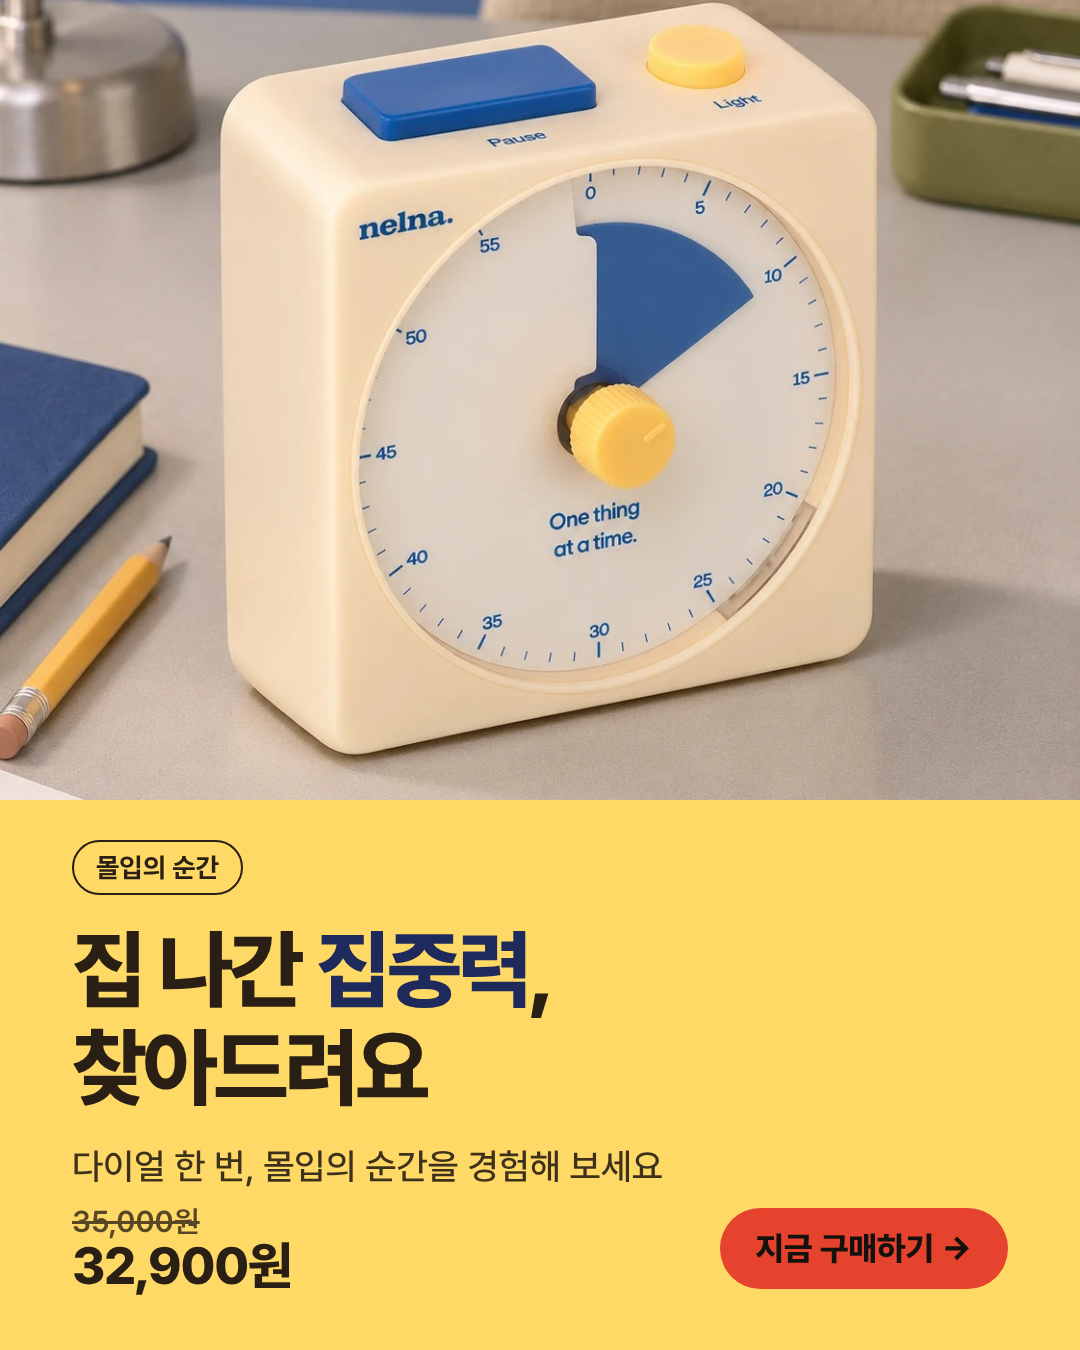 Pause
Light
nelna.
0
5
10
15
20
25
30
35
40
45
50
55
One thing
at a time.
몰입의 순간
집 나간 집중력,
찾아드려요
다이얼 한 번, 몰입의 순간을 경험해 보세요
35,000원
32,900원
지금 구매하기 →